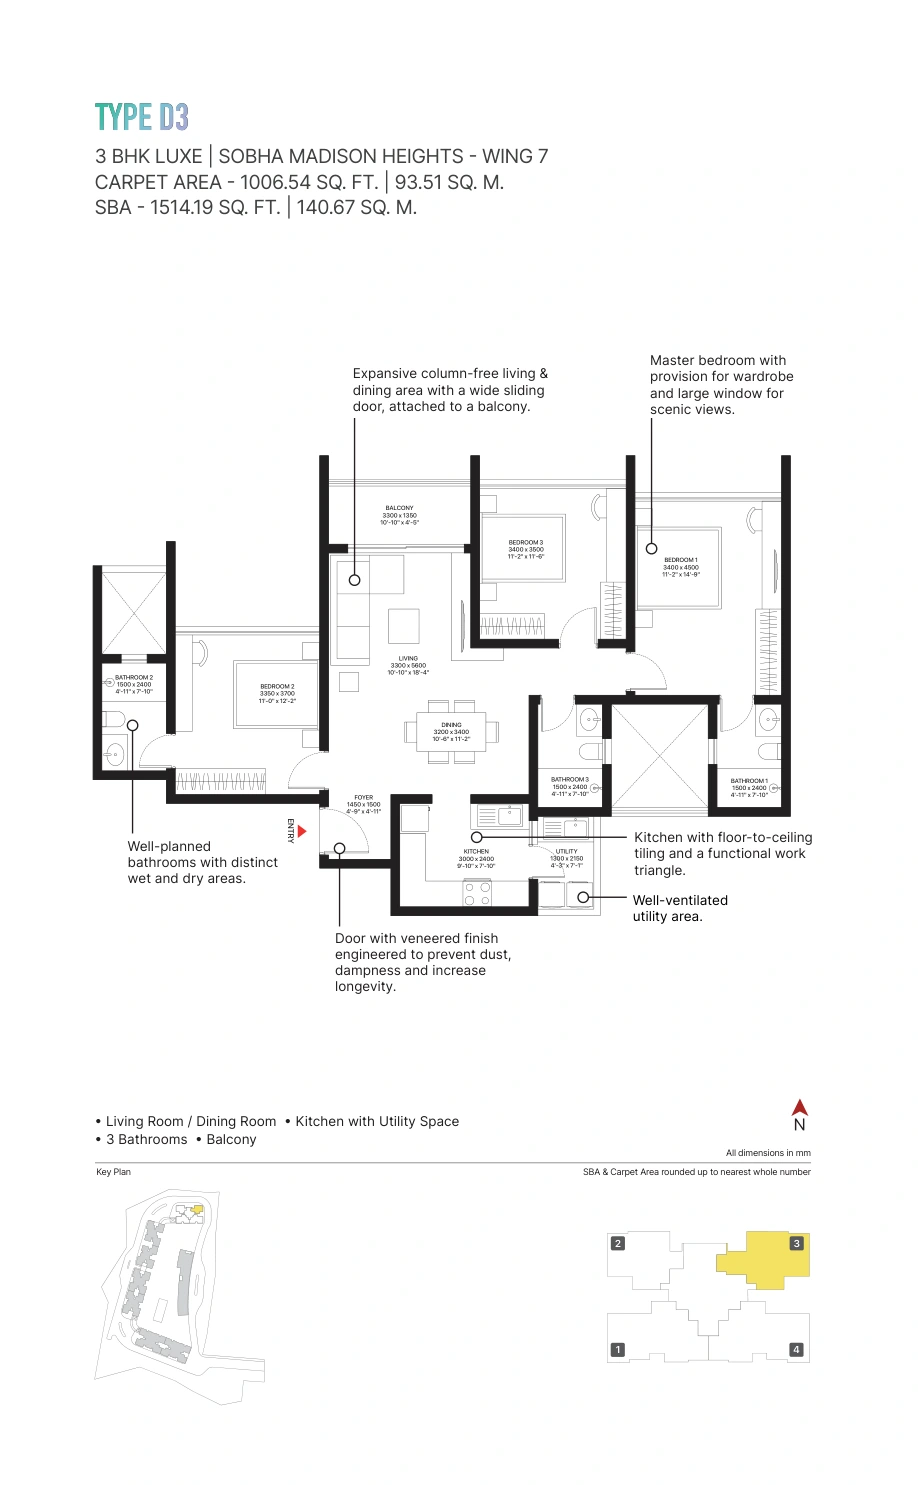 TYPE D3
3 BHK LUXE | SOBHA MADISON HEIGHTS - WING 7
CARPET AREA - 1006.54 SQ. FT. | 93.51 SQ. M.
SBA - 1514.19 SQ. FT. | 140.67 SQ. M.
Expansive column-free living &
dining area with a wide sliding
door, attached to a balcony.
Master bedroom with
provision for wardrobe
and large window for
scenic views.
BALCONY
3300 x 1350
10'-10" x 4'-5"
BEDROOM 3
3400 x 3500
11'-2" x 11'-6"
BEDROOM 1
3400 x 4500
11'-2" x 14'-9"
LIVING
3300 x 5600
10'-10" x 18'-4"
BATHROOM 2
1500 x 2400
4'-11" x 7'-10"
BEDROOM 2
3350 x 3700
11'-0" x 12'-2"
DINING
3200 x 3400
10'-6" x 11'-2"
BATHROOM 3
1500 x 2400
4'-11" x 7'-10"
BATHROOM 1
1500 x 2400
4'-11" x 7'-10"
FOYER
1450 x 1500
4'-9" x 4'-11"
ENTRY
KITCHEN
3000 x 2400
9'-10" x 7'-10"
UTILITY
1300 x 2150
4'-3" x 7'-1"
Well-planned
bathrooms with distinct
wet and dry areas.
Kitchen with floor-to-ceiling
tiling and a functional work
triangle.
Well-ventilated
utility area.
Door with veneered finish
engineered to prevent dust,
dampness and increase
longevity.
• Living Room / Dining Room • Kitchen with Utility Space
• 3 Bathrooms • Balcony
N
All dimensions in mm
Key Plan
SBA & Carpet Area rounded up to nearest whole number
2
3
1
4